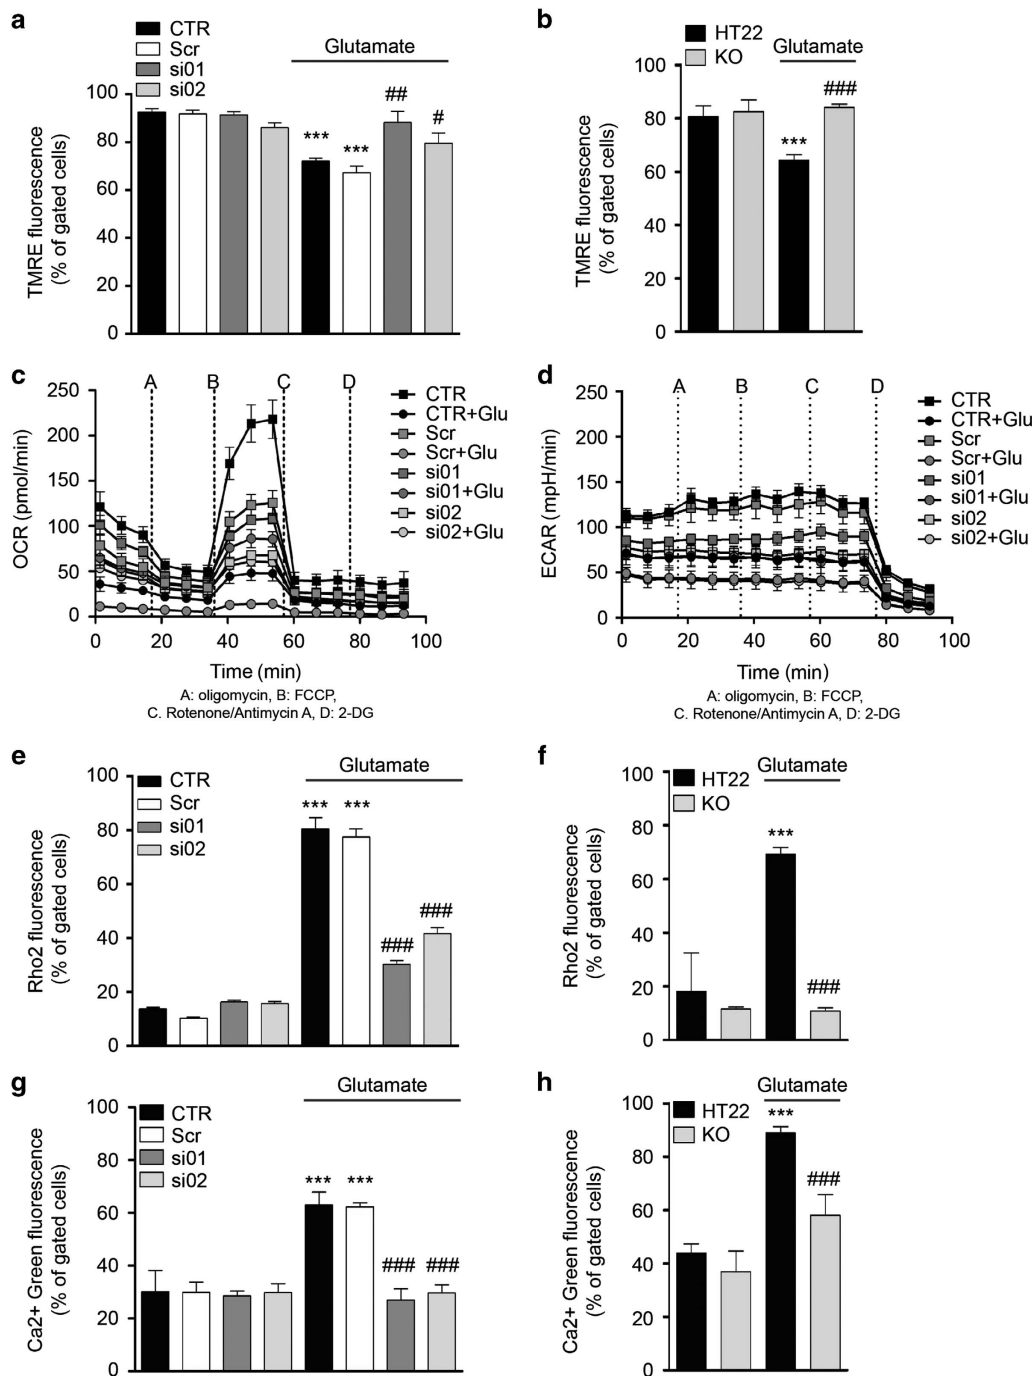 a
CTR
Scr
si01
si02
Glutamate
TMRE fluorescence
(% of gated cells)
100
80
60
40
20
0
***
***
##
#
b
HT22
KO
Glutamate
TMRE fluorescence
(% of gated cells)
100
80
60
40
20
0
***
###
c
A
B
C
D
OCR (pmol/min)
250
200
150
100
50
0
0
20
40
60
80
100
Time (min)
A: oligomycin, B: FCCP,
C. Rotenone/Antimycin A, D: 2-DG
CTR
CTR+Glu
Scr
Scr+Glu
si01
si01+Glu
si02
si02+Glu
d
A
B
C
D
ECAR (mpH/min)
250
200
150
100
50
0
0
20
40
60
80
100
Time (min)
A: oligomycin, B: FCCP,
C. Rotenone/Antimycin A, D: 2-DG
CTR
CTR+Glu
Scr
Scr+Glu
si01
si01+Glu
si02
si02+Glu
e
CTR
Scr
si01
si02
Glutamate
Rho2 fluorescence
(% of gated cells)
100
80
60
40
20
0
***
***
###
###
f
HT22
KO
Glutamate
Rho2 fluorescence
(% of gated cells)
100
80
60
40
20
0
***
###
g
CTR
Scr
si01
si02
Glutamate
Ca2+ Green fluorescence
(% of gated cells)
100
80
60
40
20
0
***
***
###
###
h
HT22
KO
Glutamate
Ca2+ Green fluorescence
(% of gated cells)
100
80
60
40
20
0
***
###